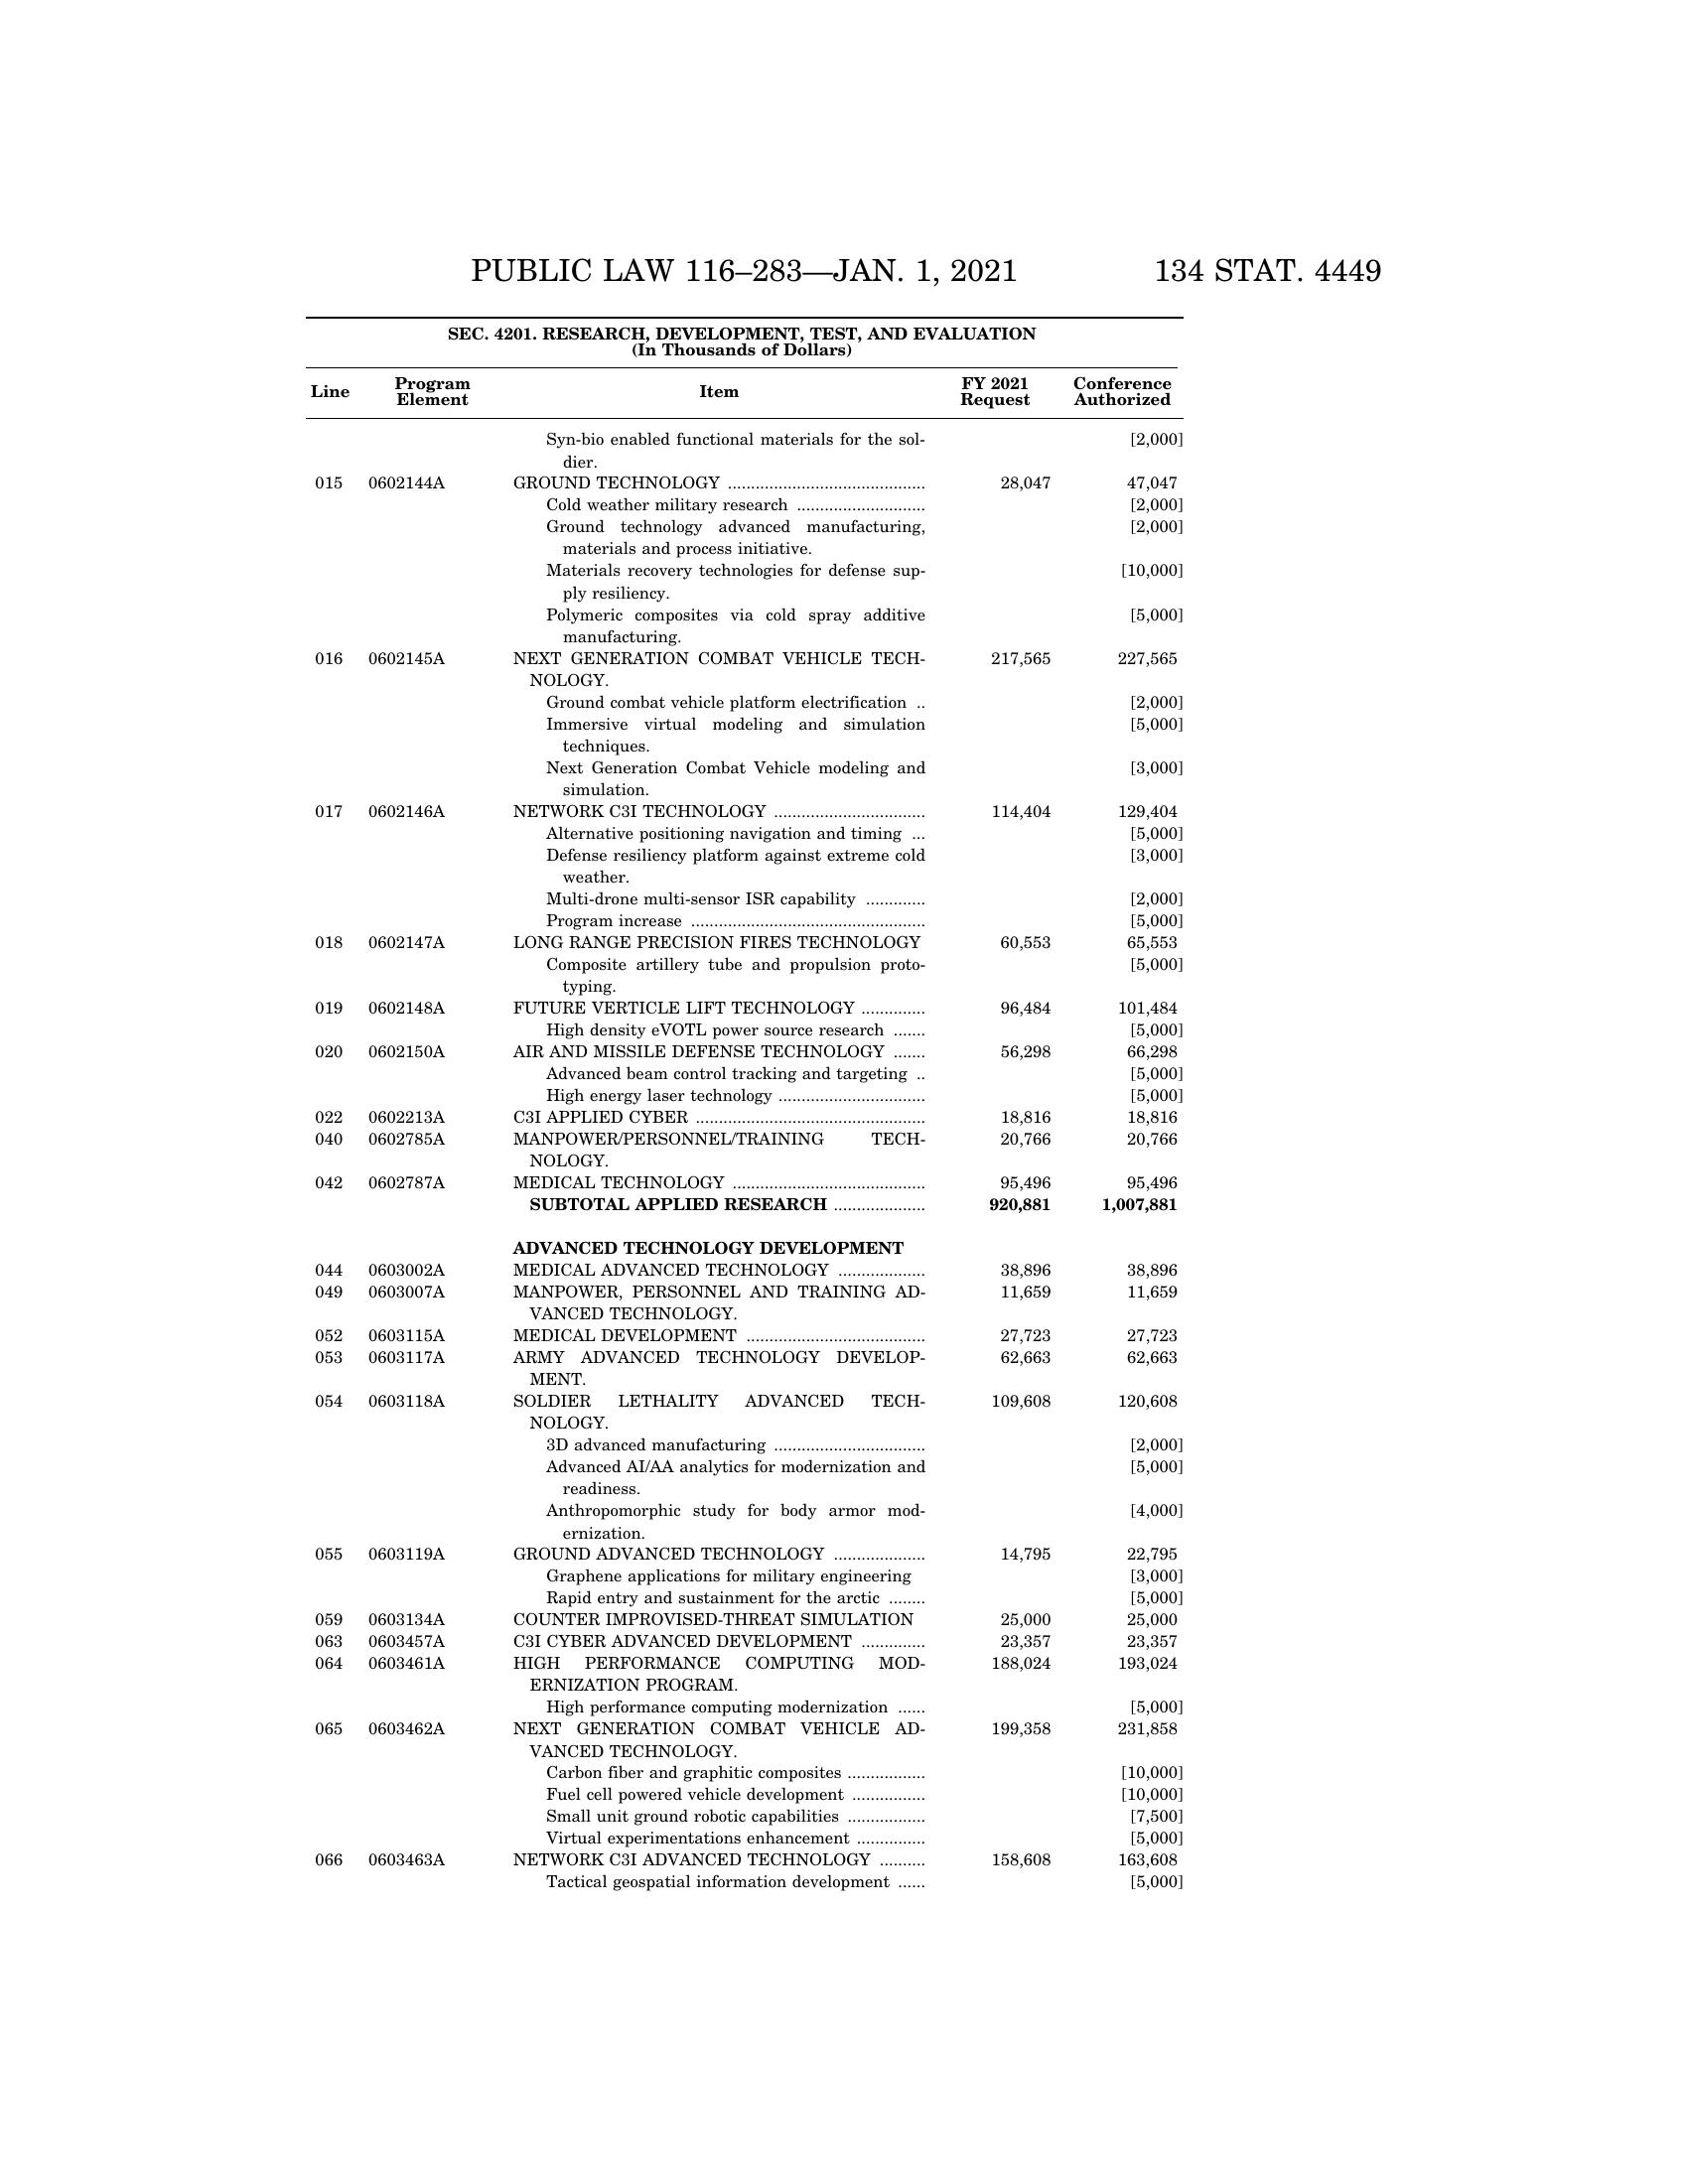 PUBLIC LAW 116–283—JAN. 1, 2021 134 STAT. 4449
SEC. 4201. RESEARCH, DEVELOPMENT, TEST, AND EVALUATION
(In Thousands of Dollars)
Line Program Element Item FY 2021 Request Conference Authorized
Syn-bio enabled functional materials for the sol- [2,000]
dier.
015 0602144A GROUND TECHNOLOGY ........................................... 28,047 47,047
Cold weather military research ............................ [2,000]
Ground technology advanced manufacturing, [2,000]
materials and process initiative.
Materials recovery technologies for defense sup- [10,000]
ply resiliency.
Polymeric composites via cold spray additive [5,000]
manufacturing.
016 0602145A NEXT GENERATION COMBAT VEHICLE TECH- 217,565 227,565
NOLOGY.
Ground combat vehicle platform electrification .. [2,000]
Immersive virtual modeling and simulation [5,000]
techniques.
Next Generation Combat Vehicle modeling and [3,000]
simulation.
017 0602146A NETWORK C3I TECHNOLOGY ................................. 114,404 129,404
Alternative positioning navigation and timing ... [5,000]
Defense resiliency platform against extreme cold [3,000]
weather.
Multi-drone multi-sensor ISR capability ............. [2,000]
Program increase ................................................... [5,000]
018 0602147A LONG RANGE PRECISION FIRES TECHNOLOGY 60,553 65,553
Composite artillery tube and propulsion proto- [5,000]
typing.
019 0602148A FUTURE VERTICLE LIFT TECHNOLOGY .............. 96,484 101,484
High density eVOTL power source research ....... [5,000]
020 0602150A AIR AND MISSILE DEFENSE TECHNOLOGY ....... 56,298 66,298
Advanced beam control tracking and targeting .. [5,000]
High energy laser technology ................................ [5,000]
022 0602213A C3I APPLIED CYBER .................................................. 18,816 18,816
040 0602785A MANPOWER/PERSONNEL/TRAINING TECH- 20,766 20,766
NOLOGY.
042 0602787A MEDICAL TECHNOLOGY .......................................... 95,496 95,496
SUBTOTAL APPLIED RESEARCH .................... 920,881 1,007,881
ADVANCED TECHNOLOGY DEVELOPMENT
044 0603002A MEDICAL ADVANCED TECHNOLOGY ................... 38,896 38,896
049 0603007A MANPOWER, PERSONNEL AND TRAINING AD- 11,659 11,659
VANCED TECHNOLOGY.
052 0603115A MEDICAL DEVELOPMENT ....................................... 27,723 27,723
053 0603117A ARMY ADVANCED TECHNOLOGY DEVELOP- 62,663 62,663
MENT.
054 0603118A SOLDIER LETHALITY ADVANCED TECH- 109,608 120,608
NOLOGY.
3D advanced manufacturing ................................. [2,000]
Advanced AI/AA analytics for modernization and [5,000]
readiness.
Anthropomorphic study for body armor mod- [4,000]
ernization.
055 0603119A GROUND ADVANCED TECHNOLOGY .................... 14,795 22,795
Graphene applications for military engineering [3,000]
Rapid entry and sustainment for the arctic ........ [5,000]
059 0603134A COUNTER IMPROVISED-THREAT SIMULATION 25,000 25,000
063 0603457A C3I CYBER ADVANCED DEVELOPMENT .............. 23,357 23,357
064 0603461A HIGH PERFORMANCE COMPUTING MOD- 188,024 193,024
ERNIZATION PROGRAM.
High performance computing modernization ...... [5,000]
065 0603462A NEXT GENERATION COMBAT VEHICLE AD- 199,358 231,858
VANCED TECHNOLOGY.
Carbon fiber and graphitic composites ................. [10,000]
Fuel cell powered vehicle development ................ [10,000]
Small unit ground robotic capabilities ................. [7,500]
Virtual experimentations enhancement ............... [5,000]
066 0603463A NETWORK C3I ADVANCED TECHNOLOGY .......... 158,608 163,608
Tactical geospatial information development ...... [5,000]